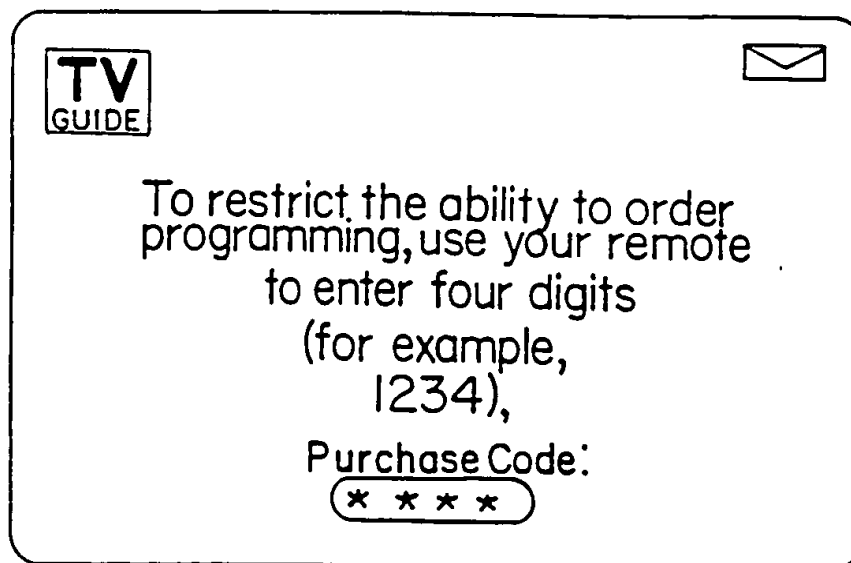 TV
GUIDE
To restrict the ability to order
programming, use your remote
to enter four digits
(for example,
1234),
Purchase Code:
* * * *